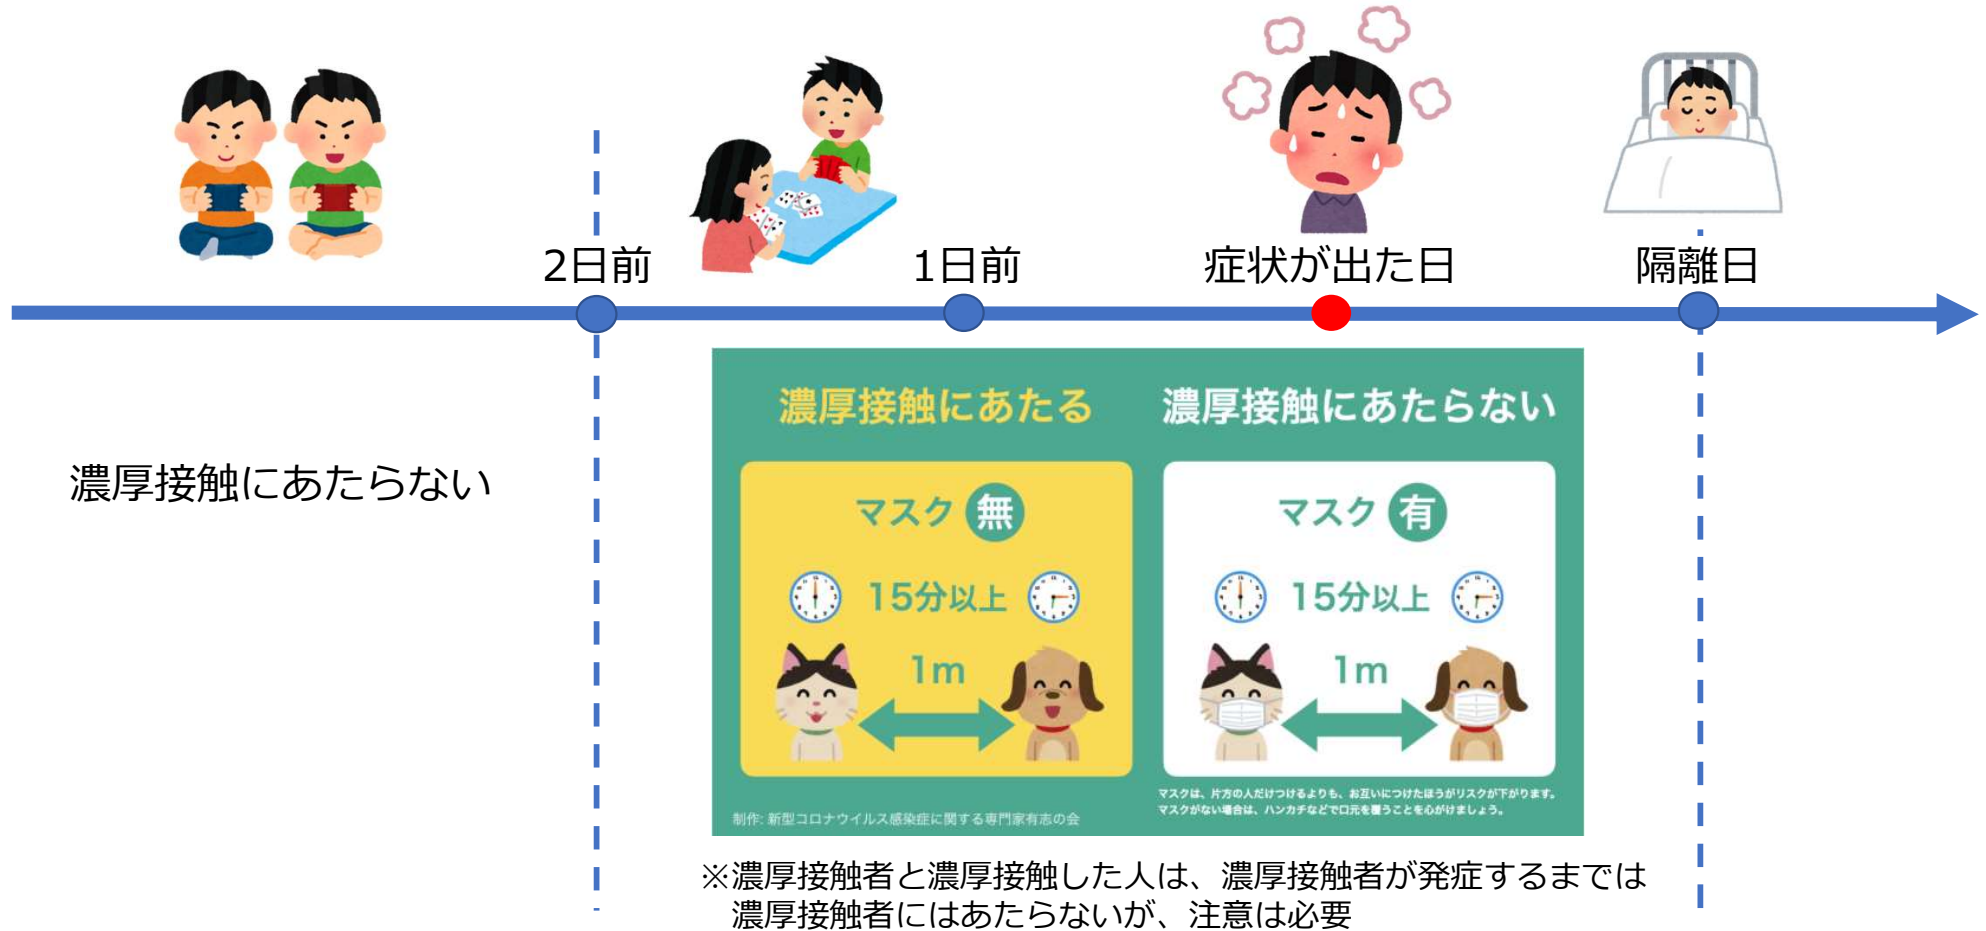 2日前
1日前
症状が出た日
隔離日
濃厚接触にあたらない
濃厚接触にあたる
マスク 無
15分以上
1m
制作: 新型コロナウイルス感染症に関する専門家有志の会
濃厚接触にあたらない
マスク 有
15分以上
1m
マスクは、片方の人だけつけるよりも、お互いにつけたほうがリスクが下がります。
マスクがない場合は、ハンカチなどで口元を覆うことを心がけましょう。
※濃厚接触者と濃厚接触した人は、濃厚接触者が発症するまでは
濃厚接触者にはあたらないが、注意は必要